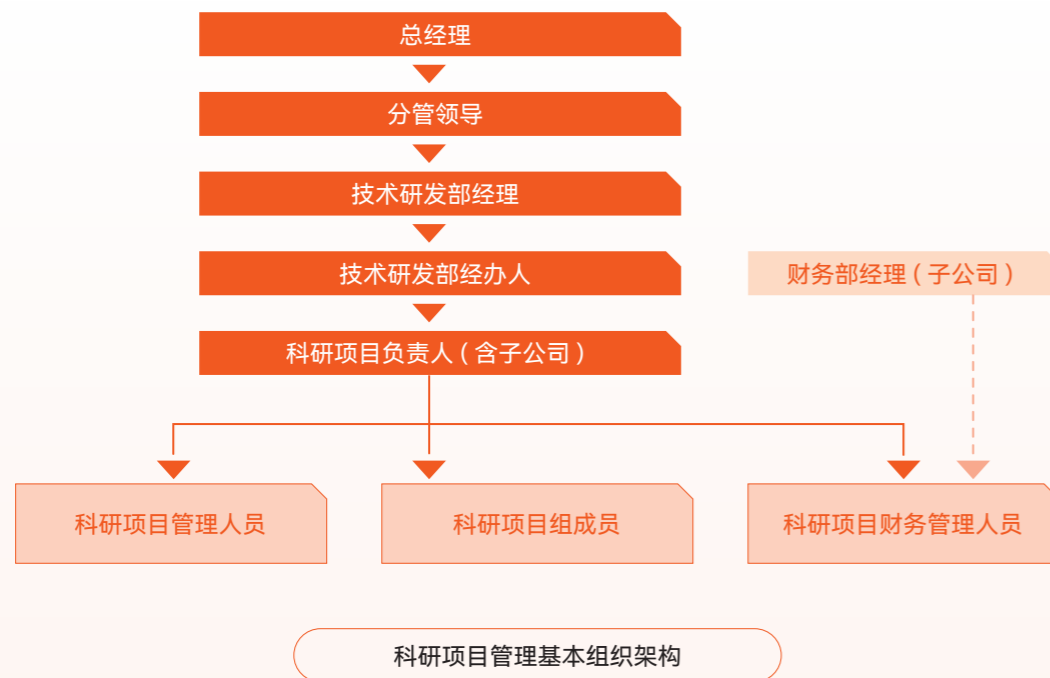 总经理
分管领导
技术研发部经理
技术研发部经办人
财务部经理（子公司）
科研项目负责人（含子公司）
科研项目管理人员
科研项目组成员
科研项目财务管理人员
科研项目管理基本组织架构